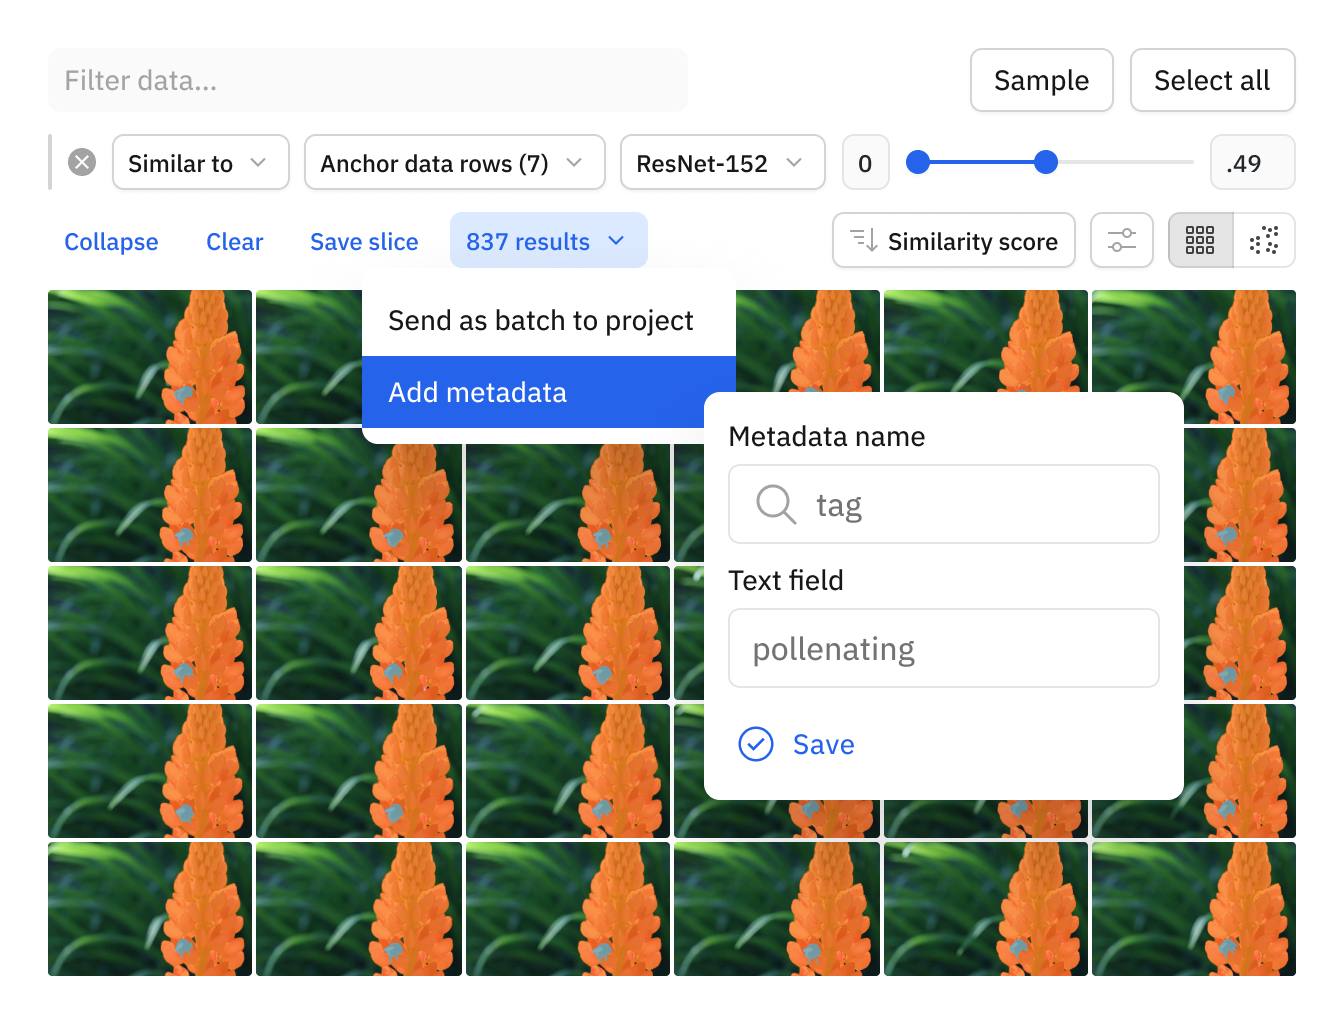 Filter data...
Sample
Select all
Similar to
Anchor data rows (7)
ResNet-152
0
.49
Collapse
Clear
Save slice
837 results
Similarity score
Send as batch to project
Add metadata
Metadata name
tag
Text field
pollenating
Save